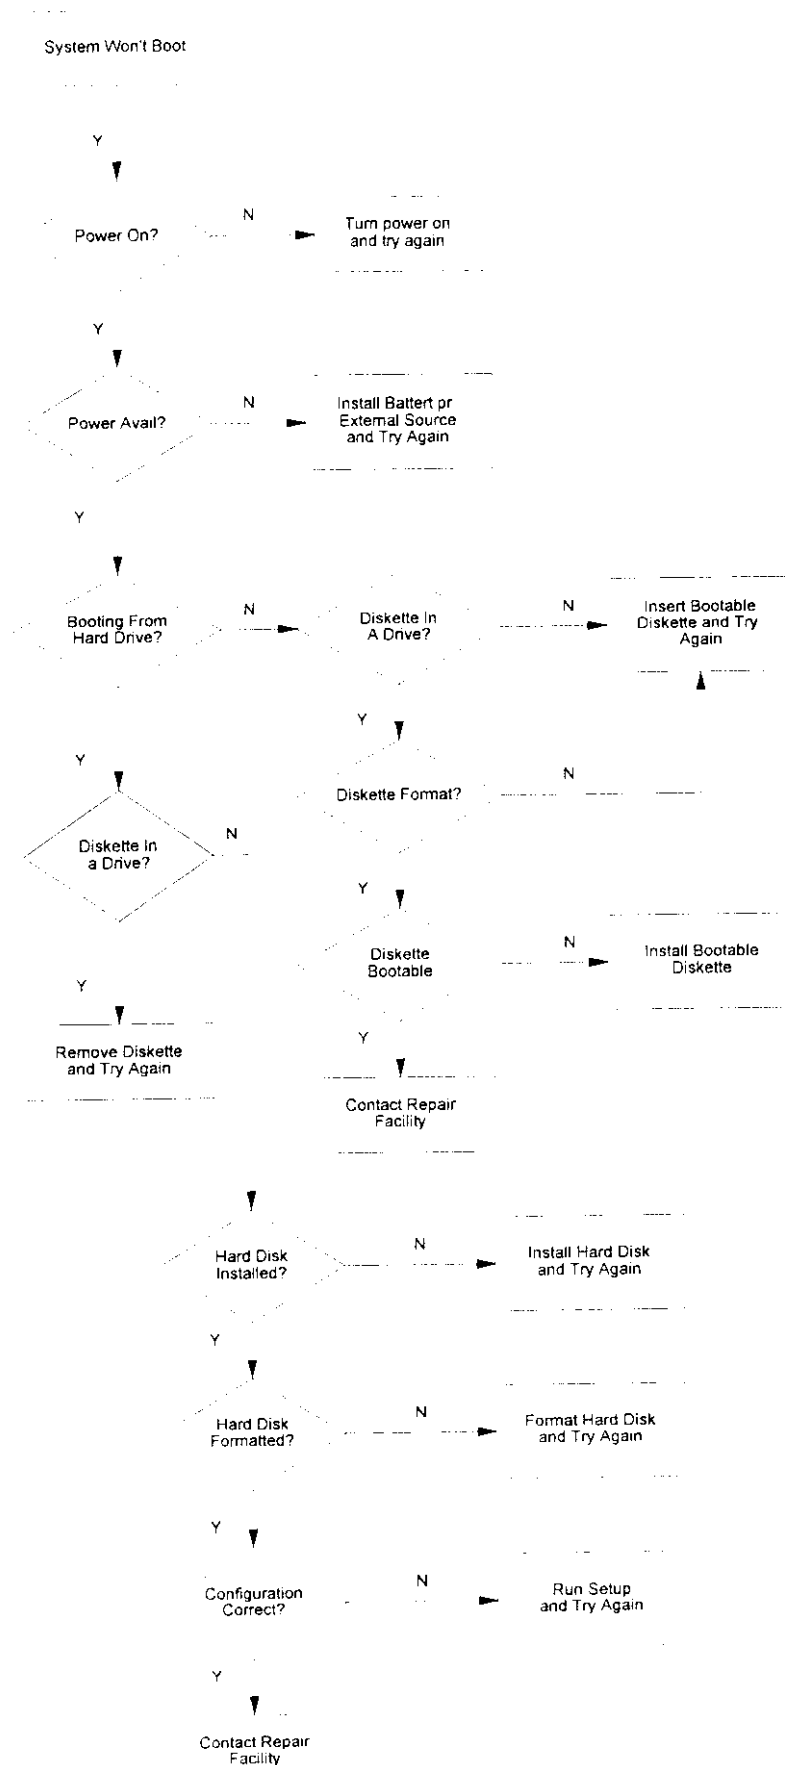 System Won't Boot
Y
N
Power On?
Turn power on
and try again
Y
N
Power Avail?
Install Battert pr
External Source
and Try Again
Y
N
Booting From
Hard Drive?
Diskette In
A Drive?
N
Insert Bootable
Diskette and Try
Again
Y
Y
Diskette Format?
N
Diskette In
a Drive?
N
Y
Diskette
Bootable
N
Install Bootable
Diskette
Y
Remove Diskette
and Try Again
Y
Contact Repair
Facility
Hard Disk
Installed?
N
Install Hard Disk
and Try Again
Y
Hard Disk
Formatted?
N
Format Hard Disk
and Try Again
Y
Configuration
Correct?
N
Run Setup
and Try Again
Y
Contact Repair
Facility